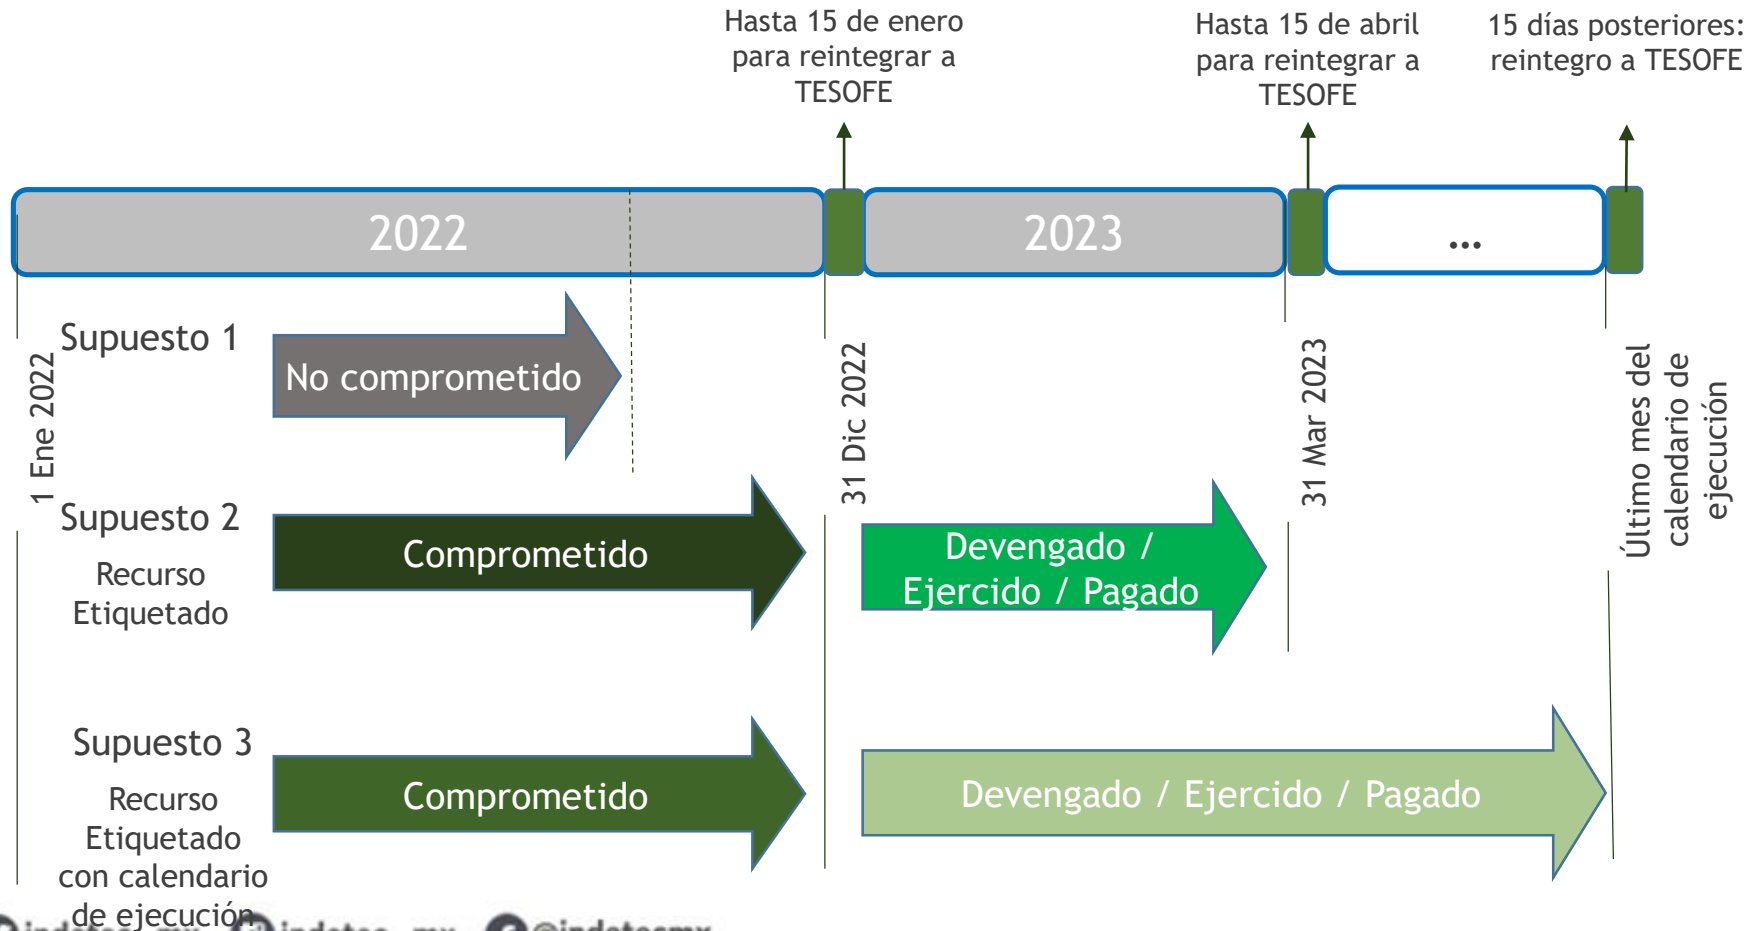 Hasta 15 de enero
para reintegrar a
TESOFE
Hasta 15 de abril
para reintegrar a
TESOFE
15 días posteriores:
reintegro a TESOFE
2022
2023
...
1 Ene 2022
31 Dic 2022
31 Mar 2023
Último mes del
calendario de
ejecución
Supuesto 1
No comprometido
Supuesto 2
Recurso
Etiquetado
Comprometido
Devengado /
Ejercido / Pagado
Supuesto 3
Recurso
Etiquetado
con calendario
de ejecución
Comprometido
Devengado / Ejercido / Pagado